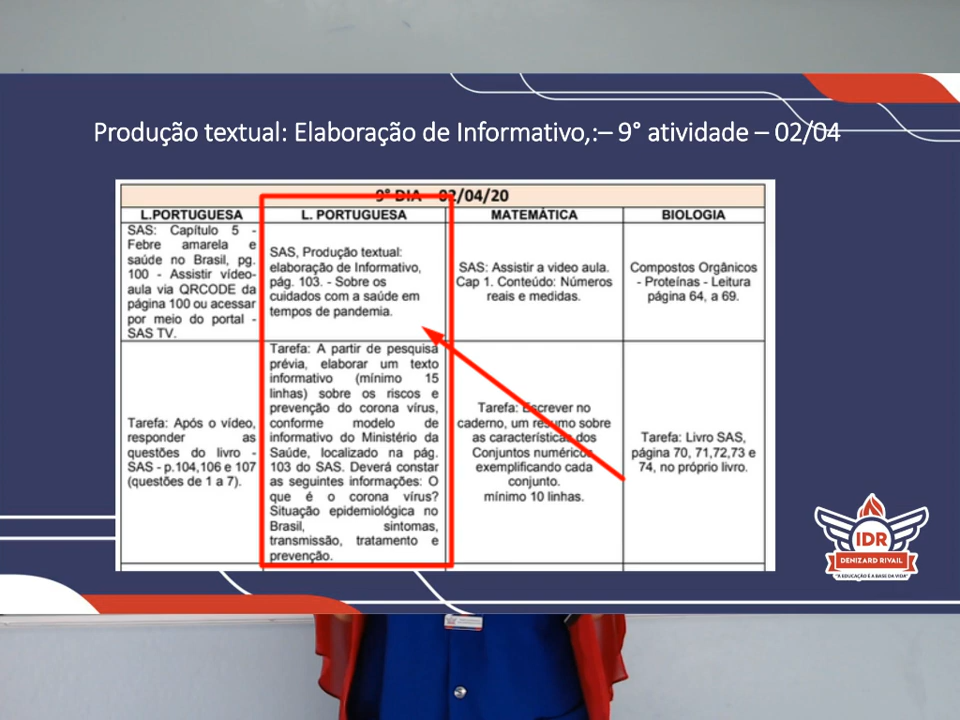 Produção textual: Elaboração de Informativo,:– 9° atividade – 02/04
9° DIA – 02/04/20
L.PORTUGUESA
L. PORTUGUESA
MATEMÁTICA
BIOLOGIA
SAS: Capítulo 5 -
Febre amarela e
saúde no Brasil, pg.
100 - Assistir vídeo-
aula via QRCODE da
página 100 ou acessar
por meio do portal -
SAS TV.
SAS, Produção textual:
elaboração de Informativo,
pág. 103. - Sobre os
cuidados com a saúde em
tempos de pandemia.
SAS: Assistir a video aula.
Cap 1. Conteúdo: Números
reais e medidas.
Compostos Orgânicos
- Proteínas - Leitura
página 64, a 69.
Tarefa: Após o vídeo,
responder as
questões do livro -
SAS - p.104,106 e 107
(questões de 1 a 7).
Tarefa: A partir de pesquisa
prévia, elaborar um texto
informativo (mínimo 15
linhas) sobre os riscos e
prevenção do corona vírus,
conforme modelo de
informativo do Ministério da
Saúde, localizado na pág.
103 do SAS. Deverá constar
as seguintes informações: O
que é o corona vírus?
Situação epidemiológica no
Brasil, sintomas,
transmissão, tratamento e
prevenção.
Tarefa: Escrever no
caderno, um resumo sobre
as características dos
Conjuntos numéricos,
exemplificando cada
conjunto.
mínimo 10 linhas.
Tarefa: Livro SAS,
página 70, 71,72,73 e
74, no próprio livro.
IDR
DENIZARD RIVAIL
"A EDUCAÇÃO É A BASE DA VIDA"